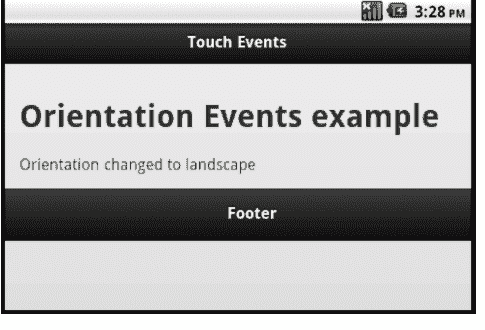 3:28 PM
Touch Events
Orientation Events example
Orientation changed to landscape
Footer